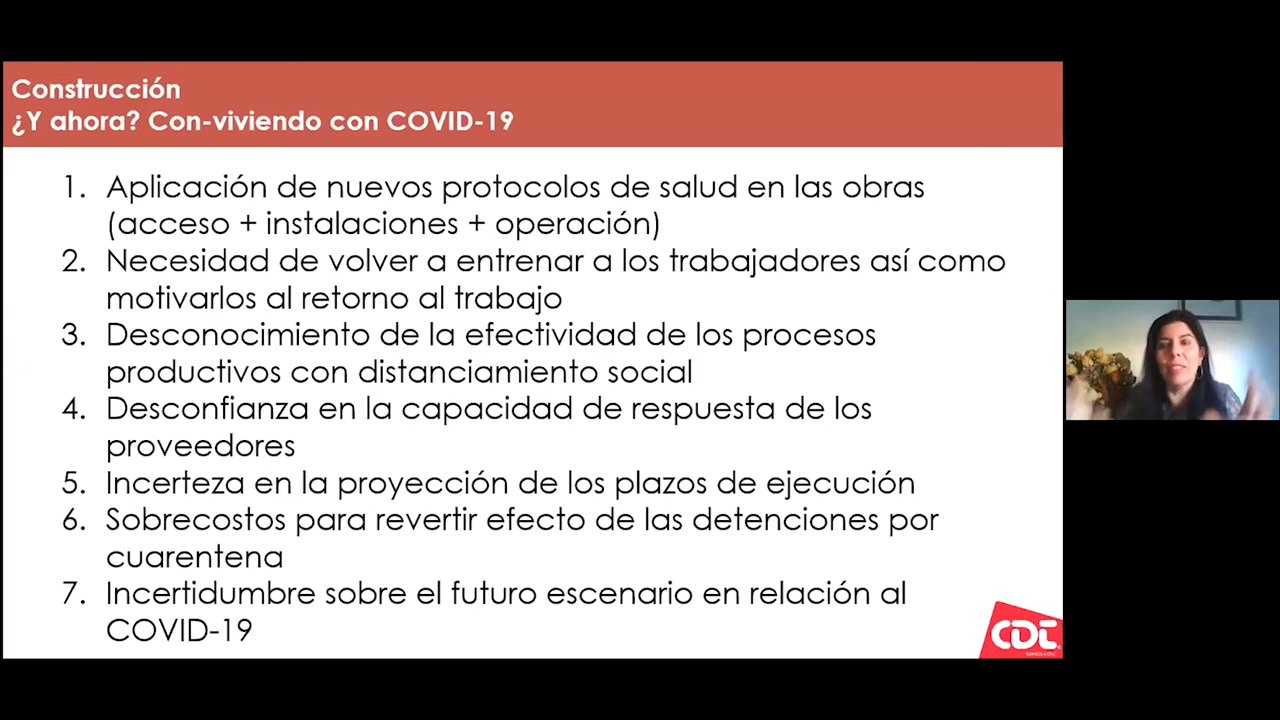 Construcción
¿Y ahora? Con-viviendo con COVID-19
1. Aplicación de nuevos protocolos de salud en las obras
(acceso + instalaciones + operación)
2. Necesidad de volver a entrenar a los trabajadores así como
motivarlos al retorno al trabajo
3. Desconocimiento de la efectividad de los procesos
productivos con distanciamiento social
4. Desconfianza en la capacidad de respuesta de los
proveedores
5. Incerteza en la proyección de los plazos de ejecución
6. Sobrecostos para revertir efecto de las detenciones por
cuarentena
7. Incertidumbre sobre el futuro escenario en relación al
COVID-19
CDT